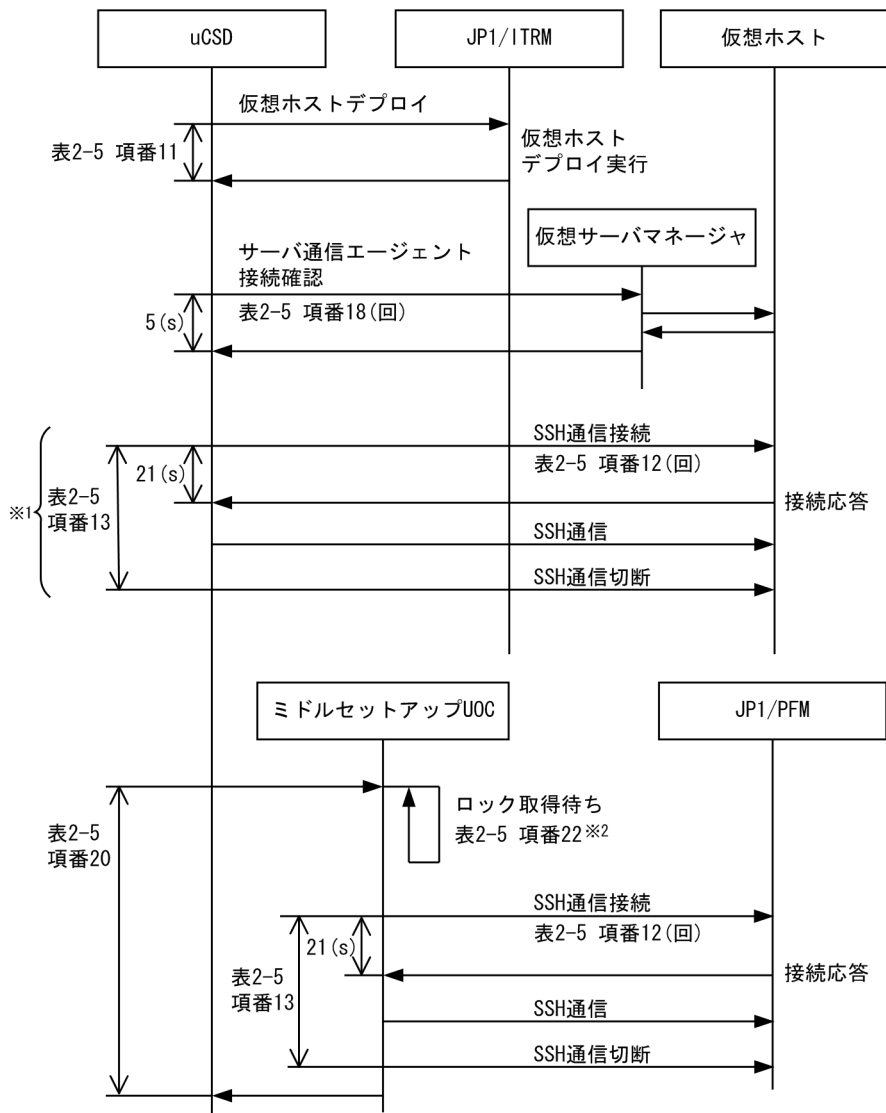 uCSD
JP1/ITRM
仮想ホスト
仮想ホストデプロイ
表2-5 項番11
仮想ホスト
デプロイ実行
仮想サーバマネージャ
サーバ通信エージェント
接続確認
表2-5 項番18(回)
5(s)
SSH通信接続
表2-5 項番12(回)
21(s)
※1
表2-5
項番13
接続応答
SSH通信
SSH通信切断
ミドルセットアップUOC
JP1/PFM
ロック取得待ち
表2-5 項番22※2
表2-5
項番20
SSH通信接続
表2-5 項番12(回)
21(s)
表2-5
項番13
接続応答
SSH通信
SSH通信切断